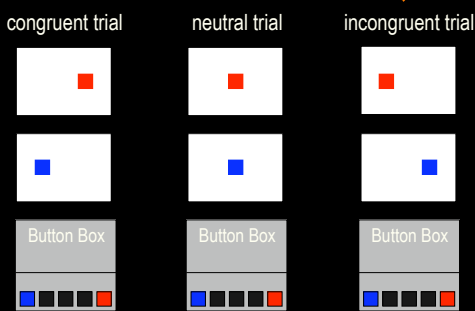 congruent trial
neutral trial
incongruent trial
Button Box
Button Box
Button Box